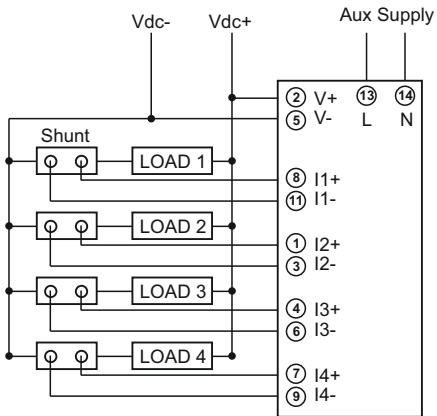 Vdc- Vdc+ Aux Supply
2 V+ 13 14
5 V- L N
Shunt
LOAD 1
8 I1+
11 I1-
LOAD 2
1 I2+
3 I2-
LOAD 3
4 I3+
6 I3-
LOAD 4
7 I4+
9 I4-